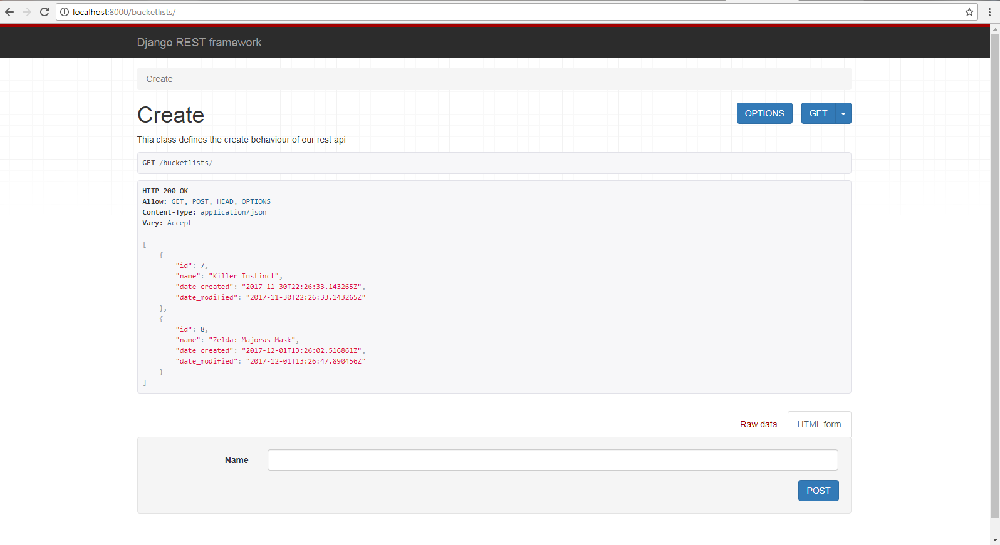 localhost:8000/bucketlists/
Django REST framework
Create
Create
OPTIONS
GET
Thia class defines the create behaviour of our rest api
GET /bucketlists/
HTTP 200 OK
Allow: GET, POST, HEAD, OPTIONS
Content-Type: application/json
Vary: Accept
[
    {
        "id": 7,
        "name": "Killer Instinct",
        "date_created": "2017-11-30T22:26:33.143265Z",
        "date_modified": "2017-11-30T22:26:33.143265Z"
    },
    {
        "id": 8,
        "name": "Zelda: Majoras Mask",
        "date_created": "2017-12-01T13:26:02.516861Z",
        "date_modified": "2017-12-01T13:26:47.890456Z"
    }
]
Raw data
HTML form
Name
POST